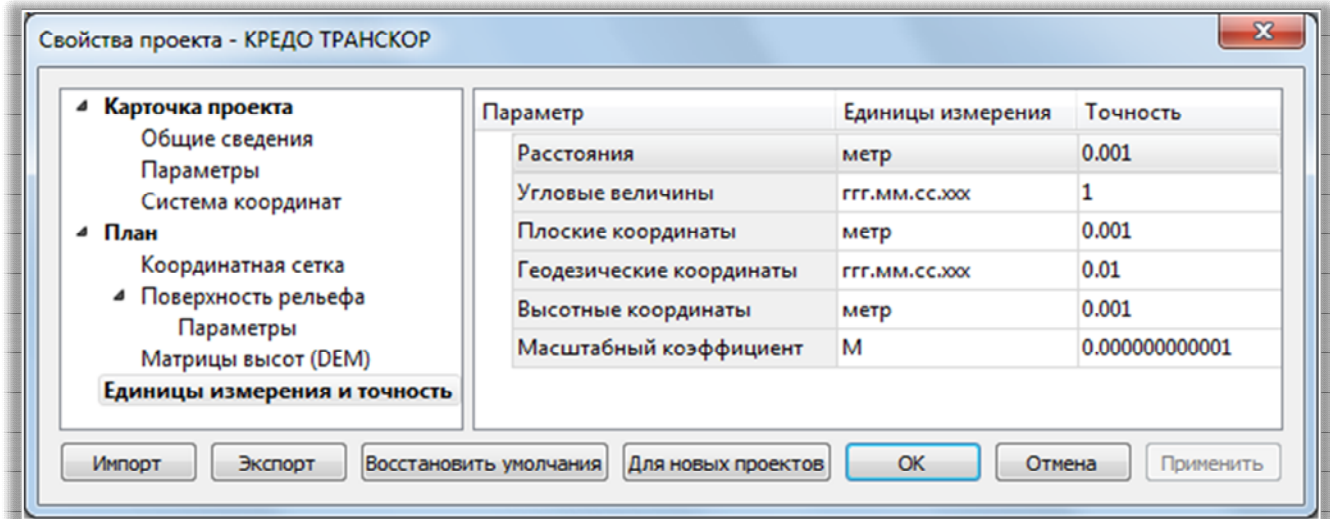 Свойства проекта - КРЕДО ТРАНСКОР
Карточка проекта
Общие сведения
Параметры
Система координат
План
Координатная сетка
Поверхность рельефа
Параметры
Матрицы высот (DEM)
Единицы измерения и точность
Параметр Единицы измерения Точность
Расстояния метр 0.001
Угловые величины ггг.мм.сс.xxx 1
Плоские координаты метр 0.001
Геодезические координаты ггг.мм.сс.xxx 0.01
Высотные координаты метр 0.001
Масштабный коэффициент М 0.000000000001
Импорт Экспорт Восстановить умолчания Для новых проектов OK Отмена Применить